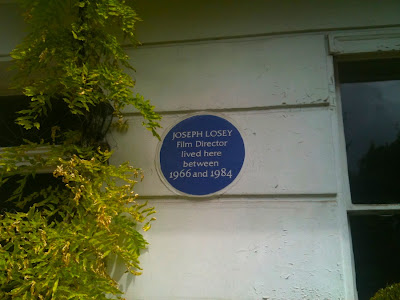 JOSEPH LOSEY
Film Director
lived here
between
1966 and 1984